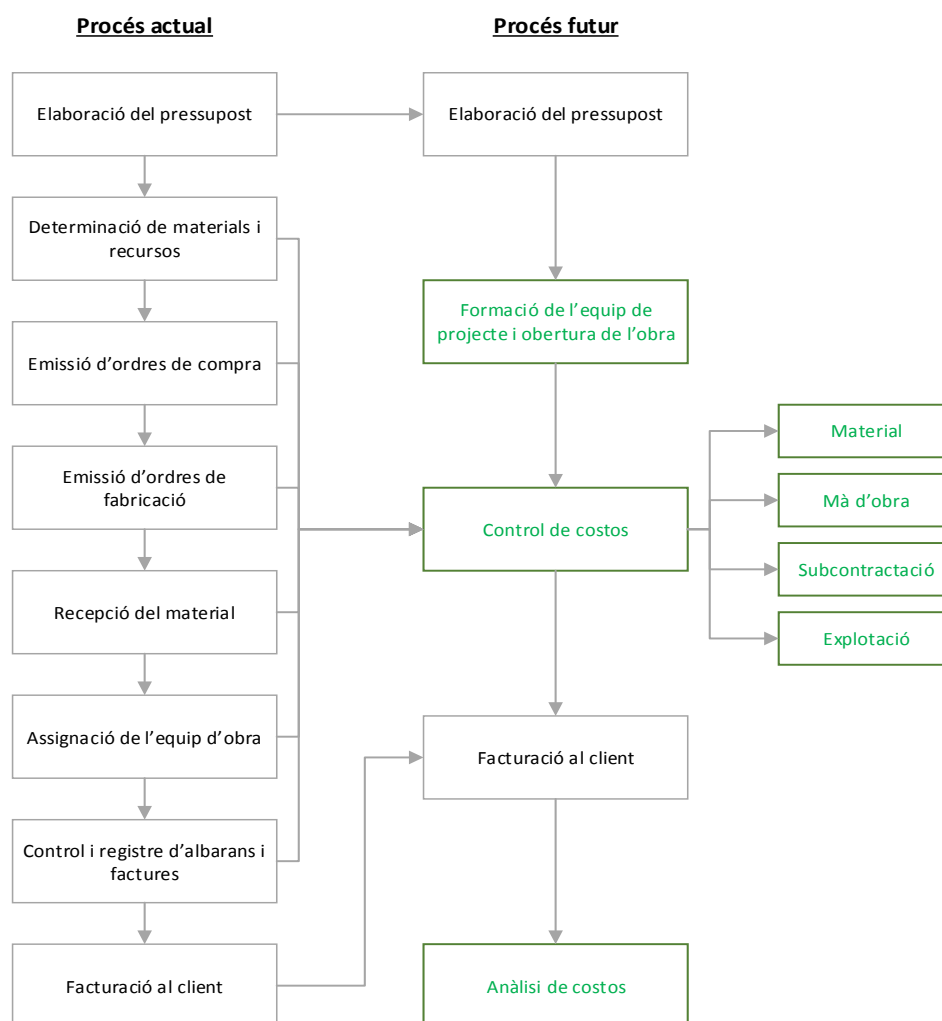 Procés actual
Procés futur
Elaboració del pressupost
Elaboració del pressupost
Determinació de materials i
recursos
Formació de l’equip de
projecte i obertura de l’obra
Emissió d’ordres de compra
Material
Emissió d’ordres de
fabricació
Mà d’obra
Control de costos
Subcontractació
Recepció del material
Explotació
Assignació de l’equip d’obra
Facturació al client
Control i registre d’albarans i
factures
Facturació al client
Anàlisi de costos